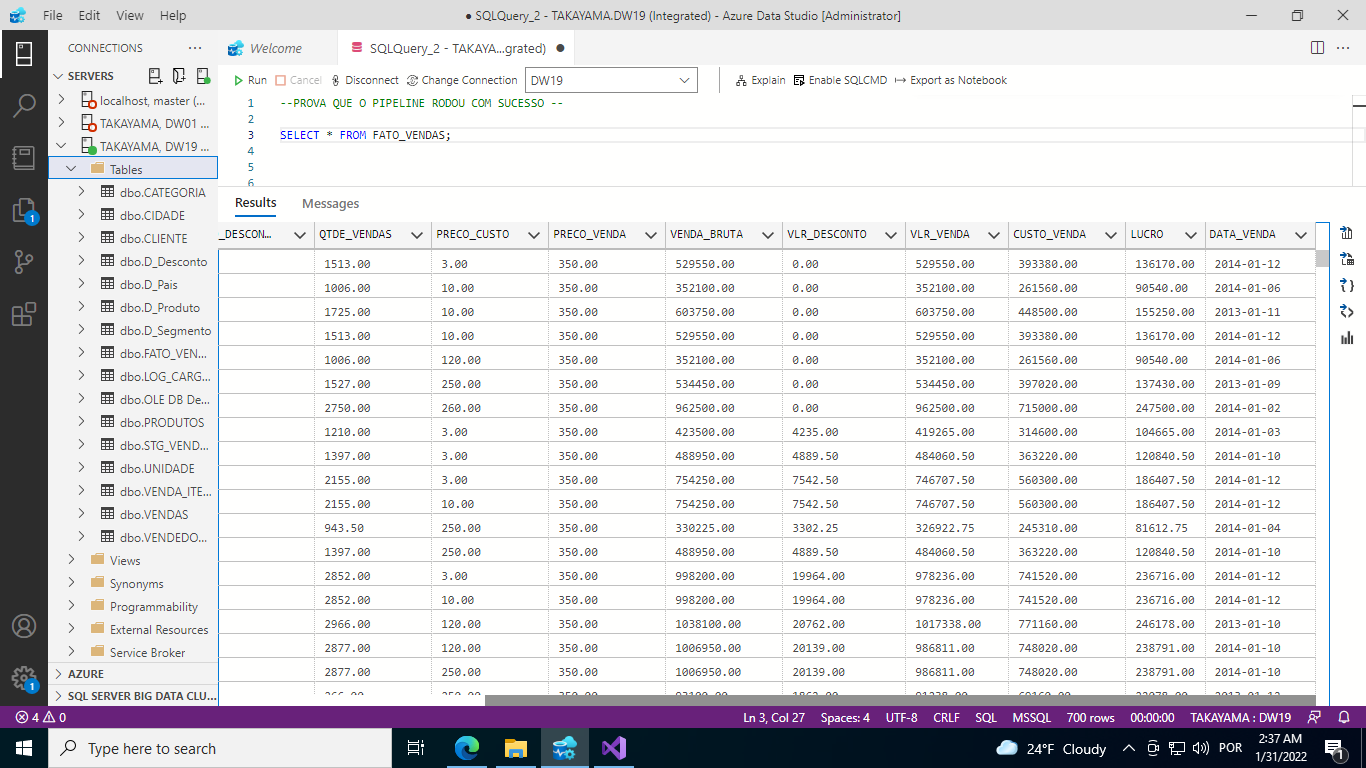 File Edit View Help
● SQLQuery_2 - TAKAYAMA.DW19 (Integrated) - Azure Data Studio [Administrator]
CONNECTIONS ···
Welcome
SQLQuery_2 - TAKAYA...grated) ●
SERVERS
Run Cancel Disconnect Change Connection DW19 Explain Enable SQLCMD Export as Notebook
localhost, master (...
TAKAYAMA, DW01 ...
TAKAYAMA, DW19 ...
Tables
dbo.CATEGORIA
dbo.CIDADE
dbo.CLIENTE
dbo.D_Desconto
dbo.D_Pais
dbo.D_Produto
dbo.D_Segmento
dbo.FATO_VEN...
dbo.LOG_CARG...
dbo.OLE DB De...
dbo.PRODUTOS
dbo.STG_VEND...
dbo.UNIDADE
dbo.VENDA_ITE...
dbo.VENDAS
dbo.VENDEDO...
Views
Synonyms
Programmability
External Resources
Service Broker
AZURE
SQL SERVER BIG DATA CLU...
1 --PROVA QUE O PIPELINE RODOU COM SUCESSO --
2
3 SELECT * FROM FATO_VENDAS;
4
5
6
Results Messages
_DESCON... QTDE_VENDAS PRECO_CUSTO PRECO_VENDA VENDA_BRUTA VLR_DESCONTO VLR_VENDA CUSTO_VENDA LUCRO DATA_VENDA
1513.00 3.00 350.00 529550.00 0.00 529550.00 393380.00 136170.00 2014-01-12
1006.00 10.00 350.00 352100.00 0.00 352100.00 261560.00 90540.00 2014-01-06
1725.00 10.00 350.00 603750.00 0.00 603750.00 448500.00 155250.00 2013-01-11
1513.00 10.00 350.00 529550.00 0.00 529550.00 393380.00 136170.00 2014-01-12
1006.00 120.00 350.00 352100.00 0.00 352100.00 261560.00 90540.00 2014-01-06
1527.00 250.00 350.00 534450.00 0.00 534450.00 397020.00 137430.00 2013-01-09
2750.00 260.00 350.00 962500.00 0.00 962500.00 715000.00 247500.00 2014-01-02
1210.00 3.00 350.00 423500.00 4235.00 419265.00 314600.00 104665.00 2014-01-03
1397.00 3.00 350.00 488950.00 4889.50 484060.50 363220.00 120840.50 2014-01-10
2155.00 3.00 350.00 754250.00 7542.50 746707.50 560300.00 186407.50 2014-01-12
2155.00 10.00 350.00 754250.00 7542.50 746707.50 560300.00 186407.50 2014-01-12
943.50 250.00 350.00 330225.00 3302.25 326922.75 245310.00 81612.75 2014-01-04
1397.00 250.00 350.00 488950.00 4889.50 484060.50 363220.00 120840.50 2014-01-10
2852.00 3.00 350.00 998200.00 19964.00 978236.00 741520.00 236716.00 2014-01-12
2852.00 10.00 350.00 998200.00 19964.00 978236.00 741520.00 236716.00 2014-01-12
2966.00 120.00 350.00 1038100.00 20762.00 1017338.00 771160.00 246178.00 2013-01-10
2877.00 120.00 350.00 1006950.00 20139.00 986811.00 748020.00 238791.00 2014-01-10
2877.00 250.00 350.00 1006950.00 20139.00 986811.00 748020.00 238791.00 2014-01-10
1
1
4 0
Ln 3, Col 27 Spaces: 4 UTF-8 CRLF SQL MSSQL 700 rows 00:00:00 TAKAYAMA : DW19
Type here to search
24°F Cloudy
POR
2:37 AM
1/31/2022
1